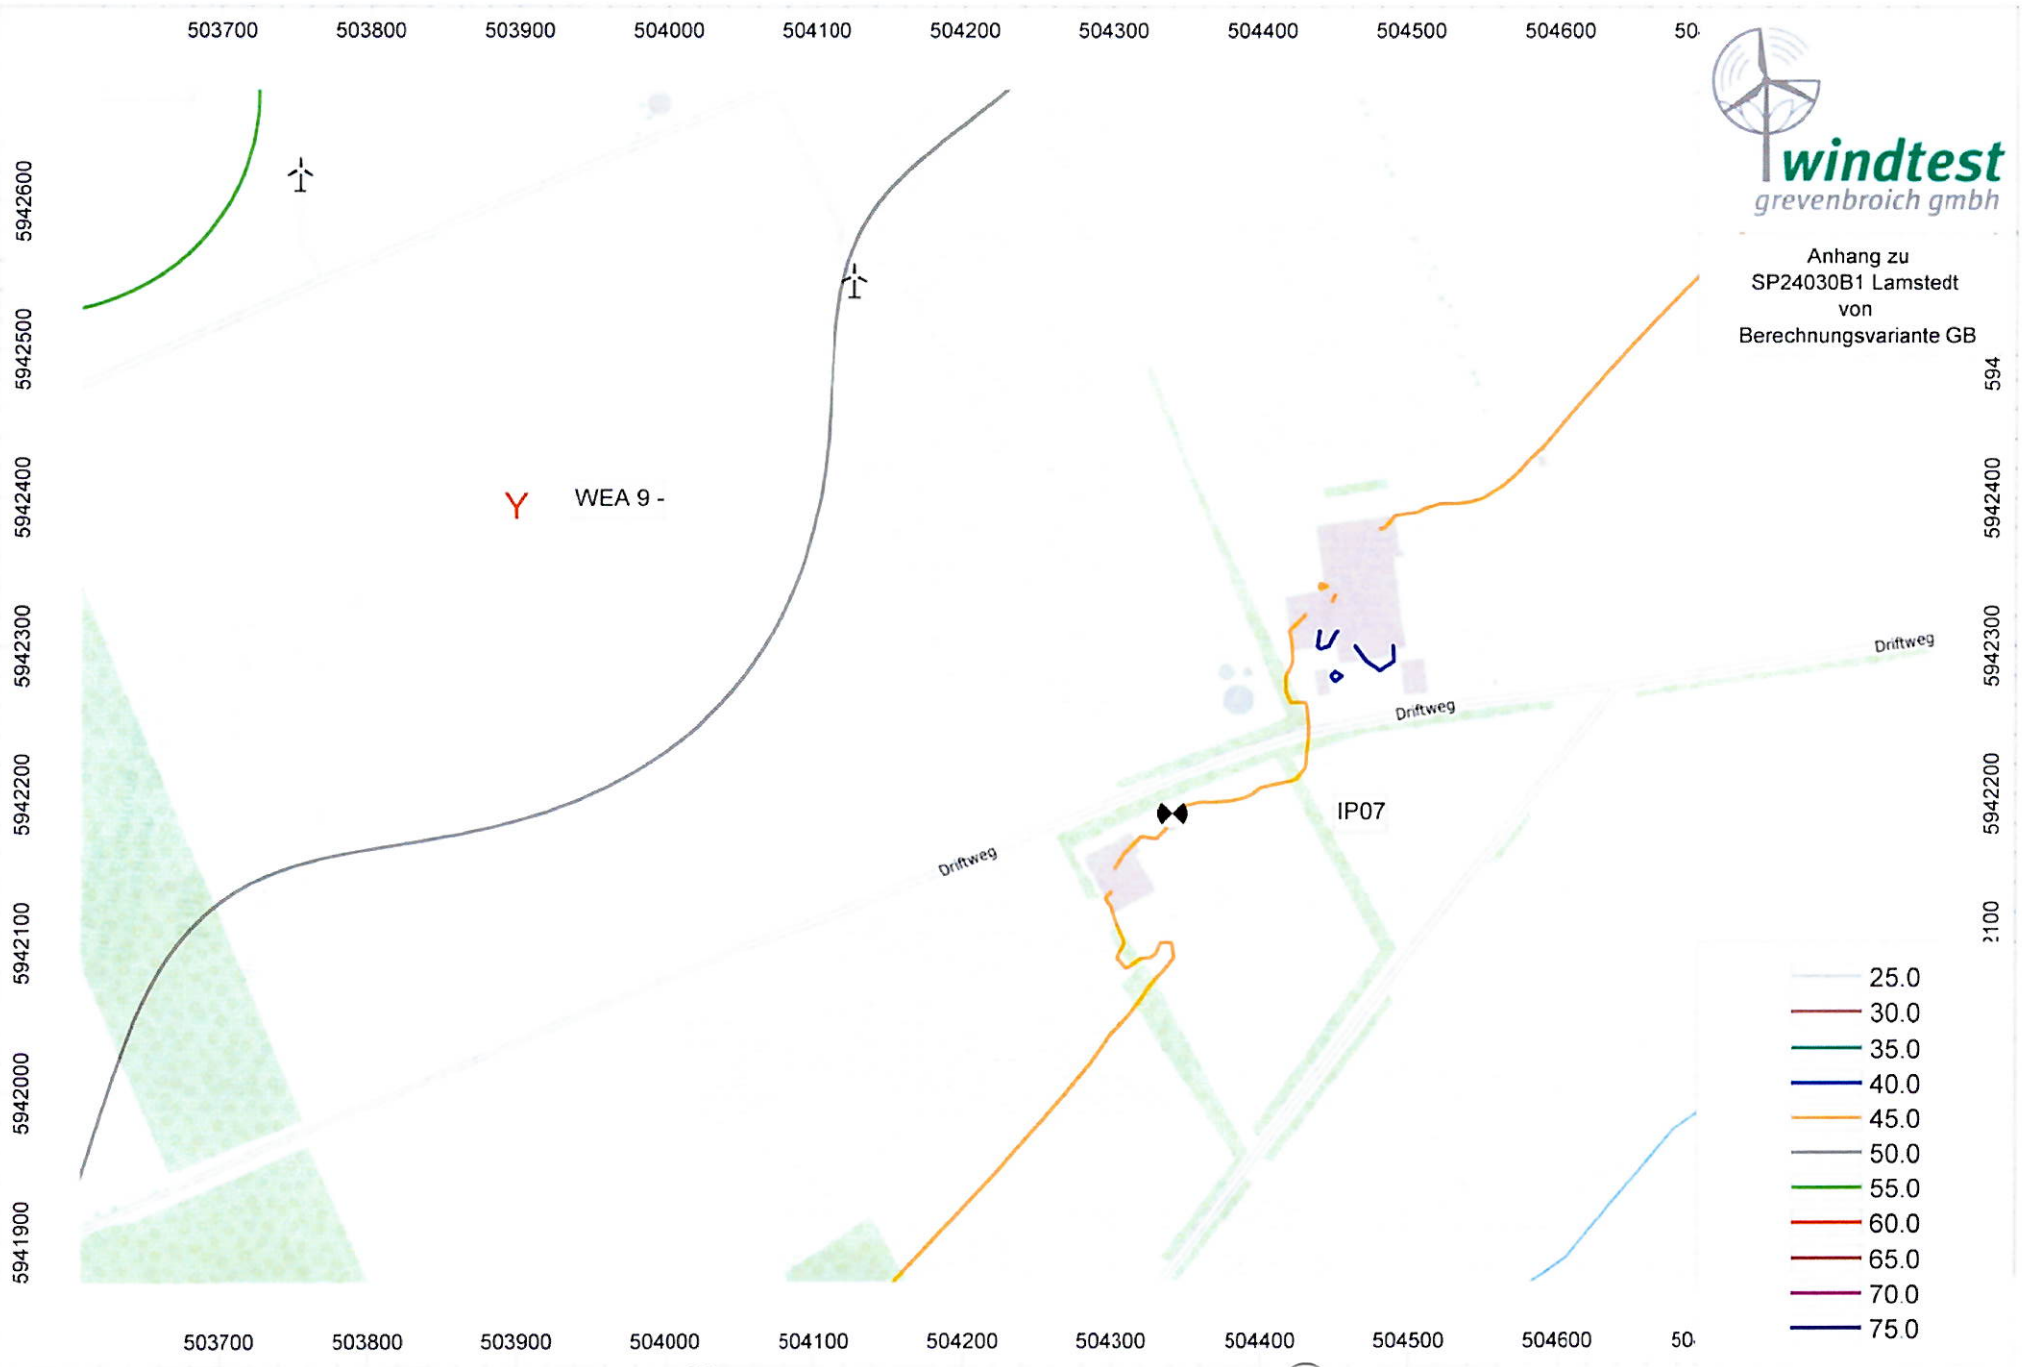 503700 503800 503900 504000 504100 504200 504300 504400 504500 504600 50
windtest
grevenbroich gmbh
Anhang zu
SP24030B1 Lamstedt
von
Berechnungsvariante GB
5942600
5942500
5942400
5942300
5942200
5942100
5942000
5941900
594
5942400
5942300
5942200
2100
WEA 9 -
Driftweg
Driftweg
IP07
Driftweg
25.0
30.0
35.0
40.0
45.0
50.0
55.0
60.0
65.0
70.0
75.0
503700 503800 503900 504000 504100 504200 504300 504400 504500 504600 50